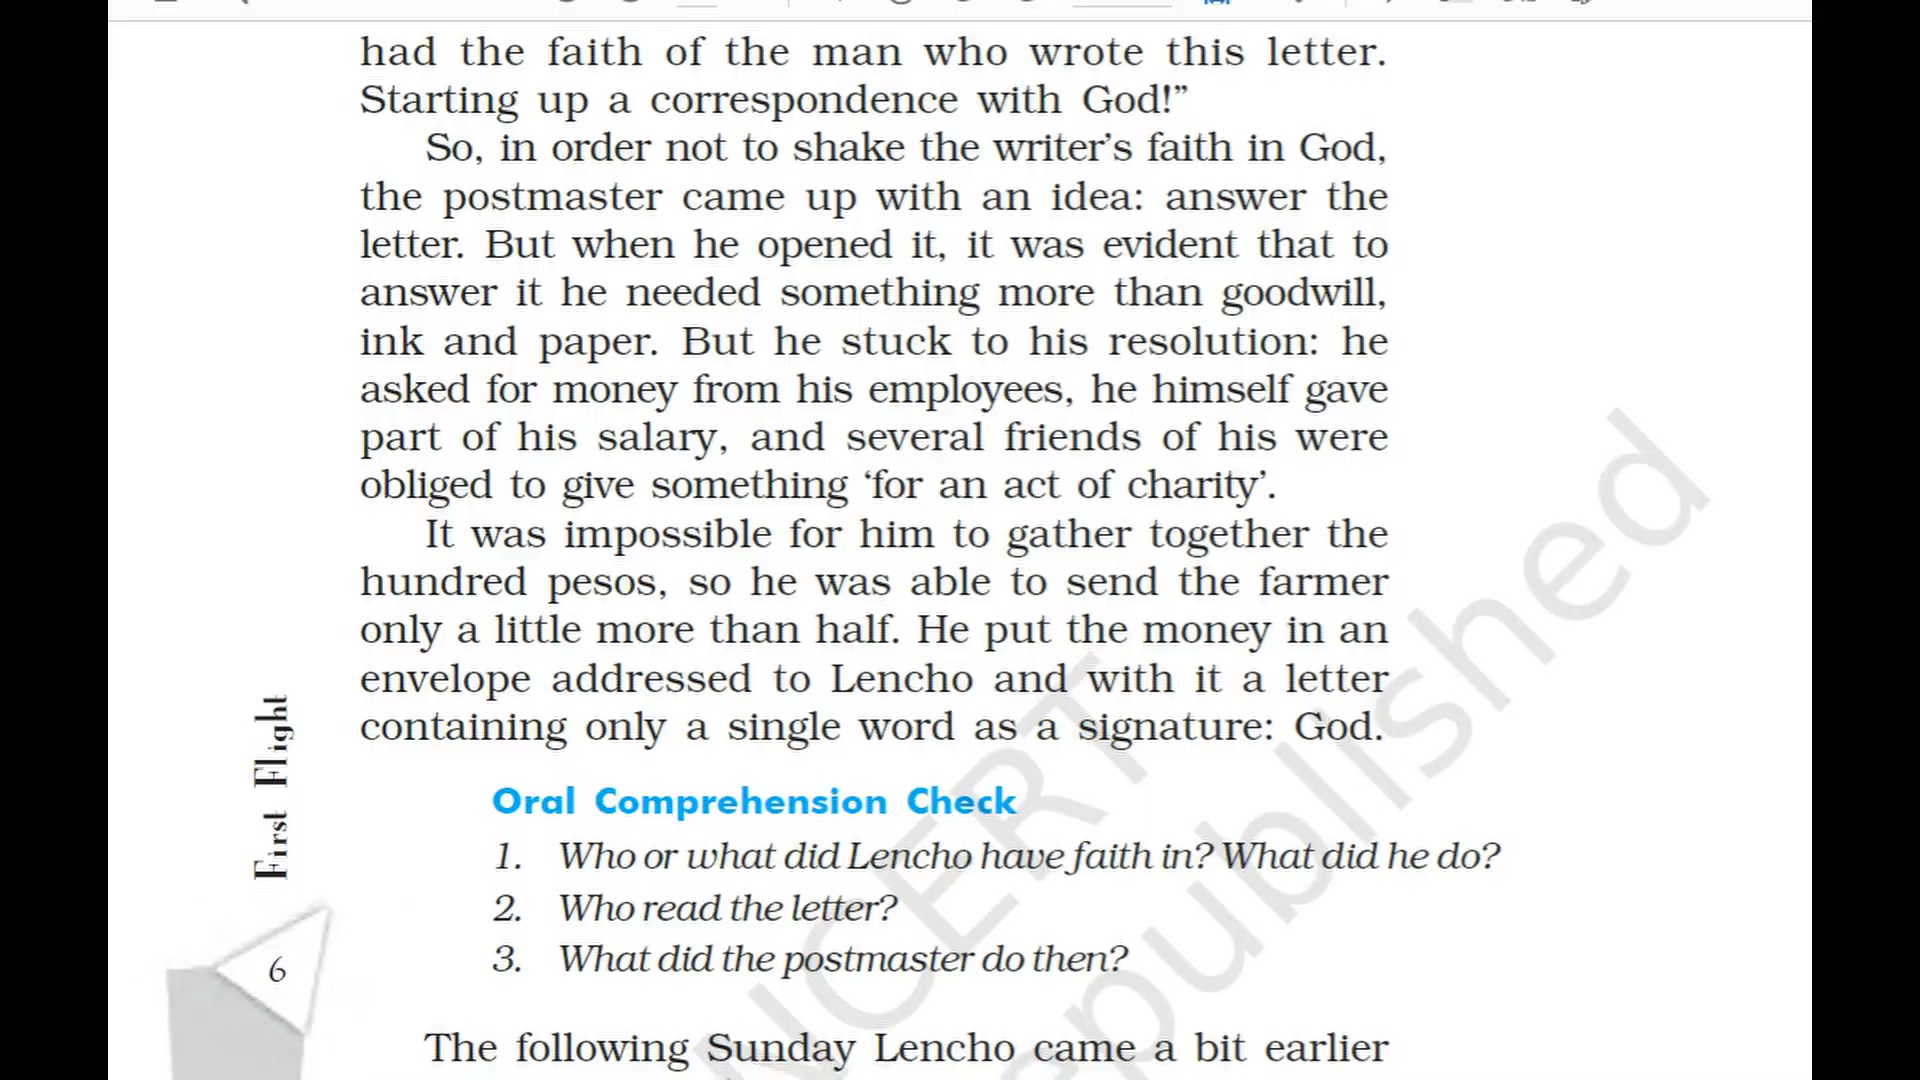 had the faith of the man who wrote this letter.
Starting up a correspondence with God!”
So, in order not to shake the writer’s faith in God,
the postmaster came up with an idea: answer the
letter. But when he opened it, it was evident that to
answer it he needed something more than goodwill,
ink and paper. But he stuck to his resolution: he
asked for money from his employees, he himself gave
part of his salary, and several friends of his were
obliged to give something ‘for an act of charity’.
It was impossible for him to gather together the
hundred pesos, so he was able to send the farmer
only a little more than half. He put the money in an
envelope addressed to Lencho and with it a letter
containing only a single word as a signature: God.
Oral Comprehension Check
1. Who or what did Lencho have faith in? What did he do?
2. Who read the letter?
3. What did the postmaster do then?
The following Sunday Lencho came a bit earlier
First Flight
6
NCERT
epublished